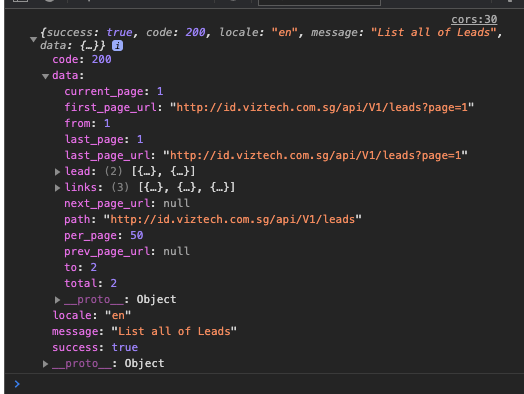 cors:30
{success: true, code: 200, locale: "en", message: "List all of Leads",
data: {…}} i
code: 200
data:
current_page: 1
first_page_url: "http://id.viztech.com.sg/api/V1/leads?page=1"
from: 1
last_page: 1
last_page_url: "http://id.viztech.com.sg/api/V1/leads?page=1"
lead: (2) [{…}, {…}]
links: (3) [{…}, {…}, {…}]
next_page_url: null
path: "http://id.viztech.com.sg/api/V1/leads"
per_page: 50
prev_page_url: null
to: 2
total: 2
__proto__: Object
locale: "en"
message: "List all of Leads"
success: true
__proto__: Object